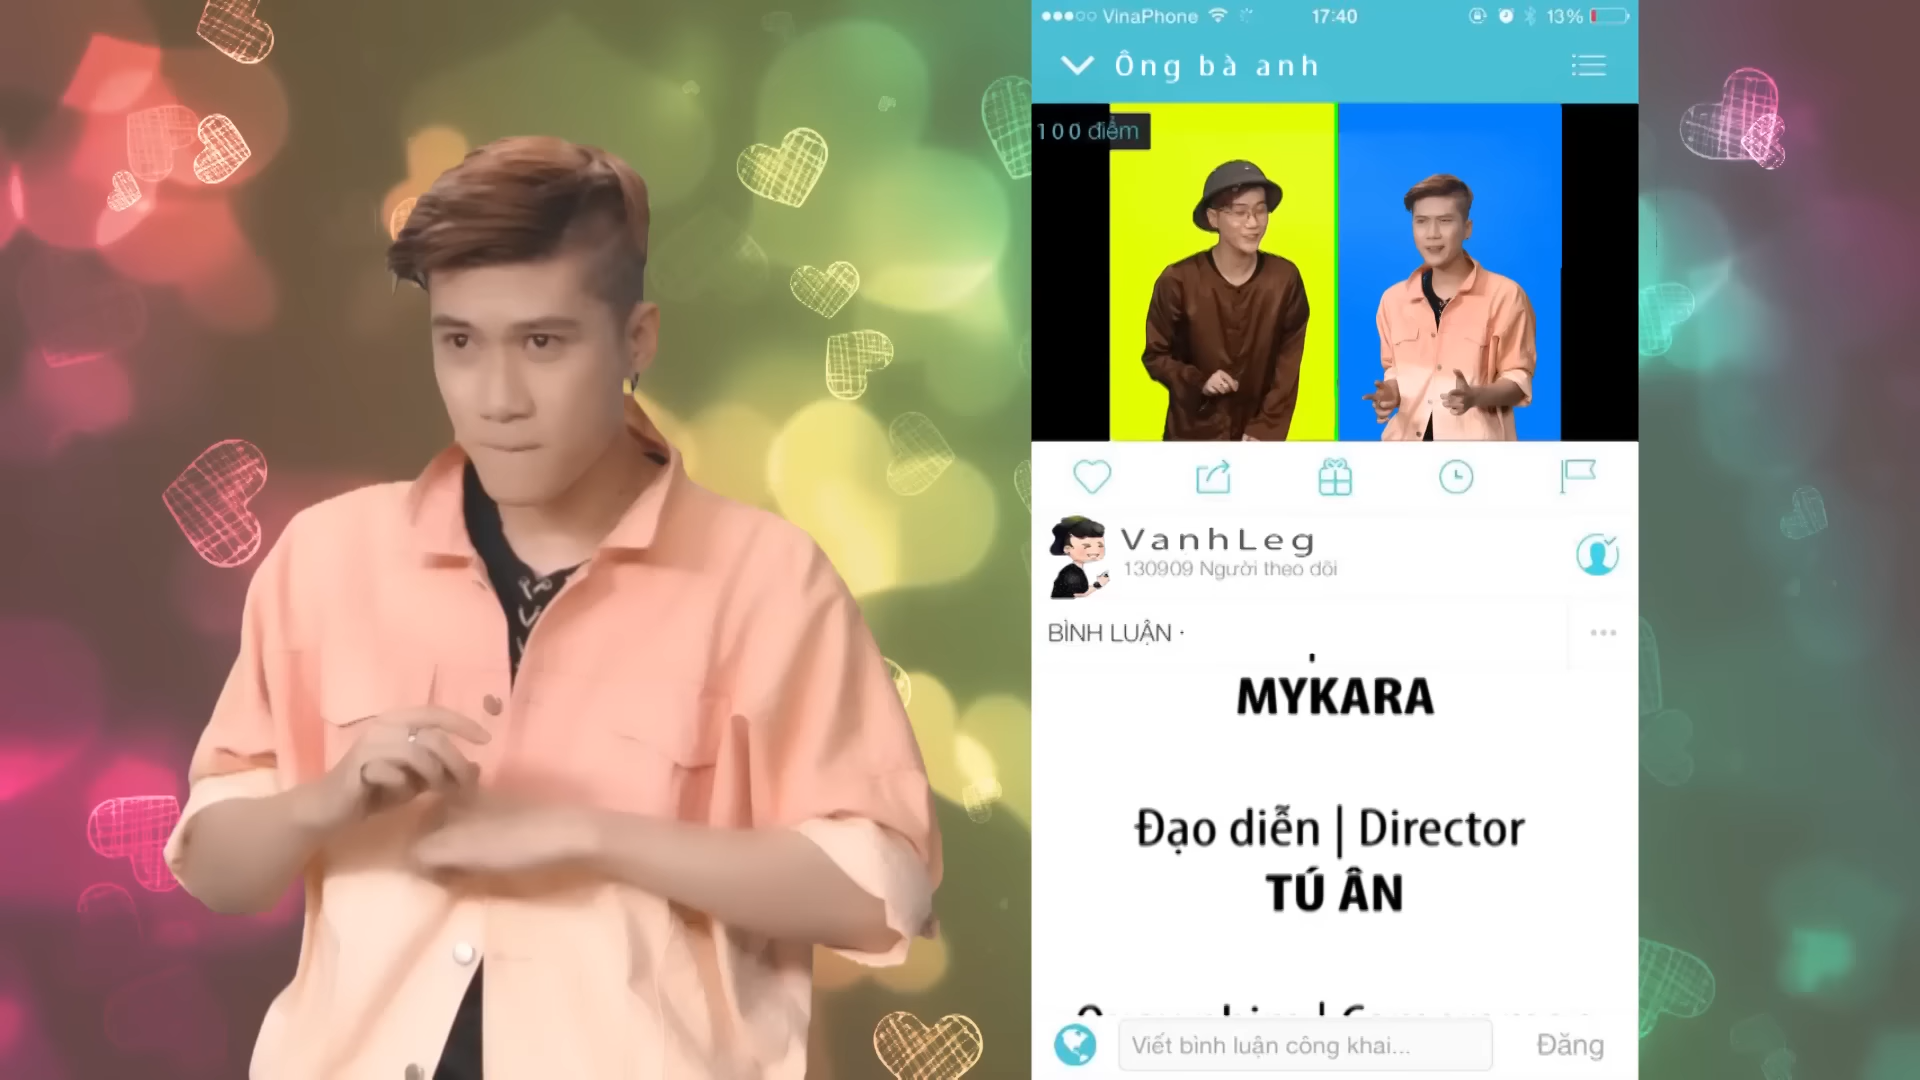 VinaPhone 17:40 13%
Ông bà anh
100 điểm
VanhLeg
130909 Người theo dõi
BÌNH LUẬN ·
MYKARA
Đạo diễn | Director
TÚ ÂN
Viết bình luận công khai... Đăng